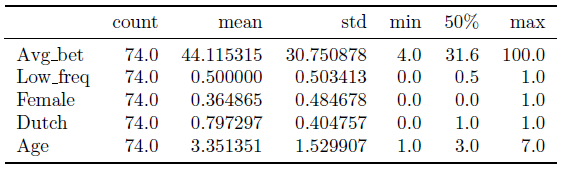 count mean std min 50% max
Avg_bet 74.0 44.115315 30.750878 4.0 31.6 100.0
Low_freq 74.0 0.500000 0.503413 0.0 0.5 1.0
Female 74.0 0.364865 0.484678 0.0 0.0 1.0
Dutch 74.0 0.797297 0.404757 0.0 1.0 1.0
Age 74.0 3.351351 1.529907 1.0 3.0 7.0